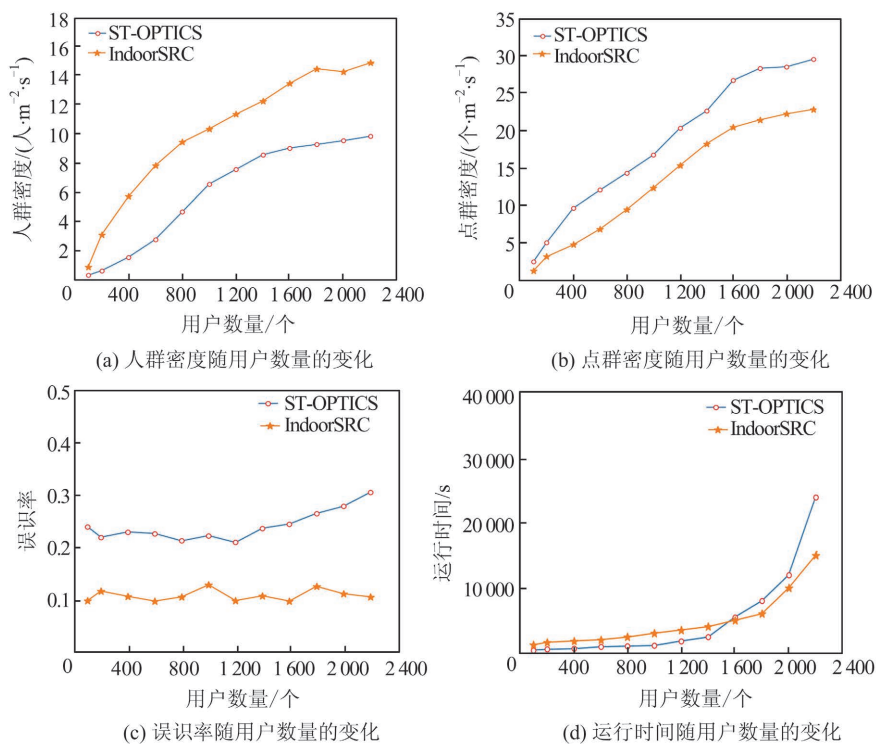 18
16
14
12
10
8
6
4
2
0
400
800
1 200
1 600
2 000
2 400
人群密度/(人·m⁻²·s⁻¹)
用户数量/个
ST-OPTICS
IndoorSRC
(a) 人群密度随用户数量的变化
35
30
25
20
15
10
5
0
400
800
1 200
1 600
2 000
2 400
点群密度/(个·m⁻²·s⁻¹)
用户数量/个
ST-OPTICS
IndoorSRC
(b) 点群密度随用户数量的变化
0.5
0.4
0.3
0.2
0.1
0
400
800
1200
1 600
2 000
2 400
误识率
用户数量/个
ST-OPTICS
IndoorSRC
(c) 误识率随用户数量的变化
40 000
30 000
20 000
10 000
0
400
800
1 200
1 600
2 000
2 400
运行时间/s
用户数量/个
ST-OPTICS
IndoorSRC
(d) 运行时间随用户数量的变化